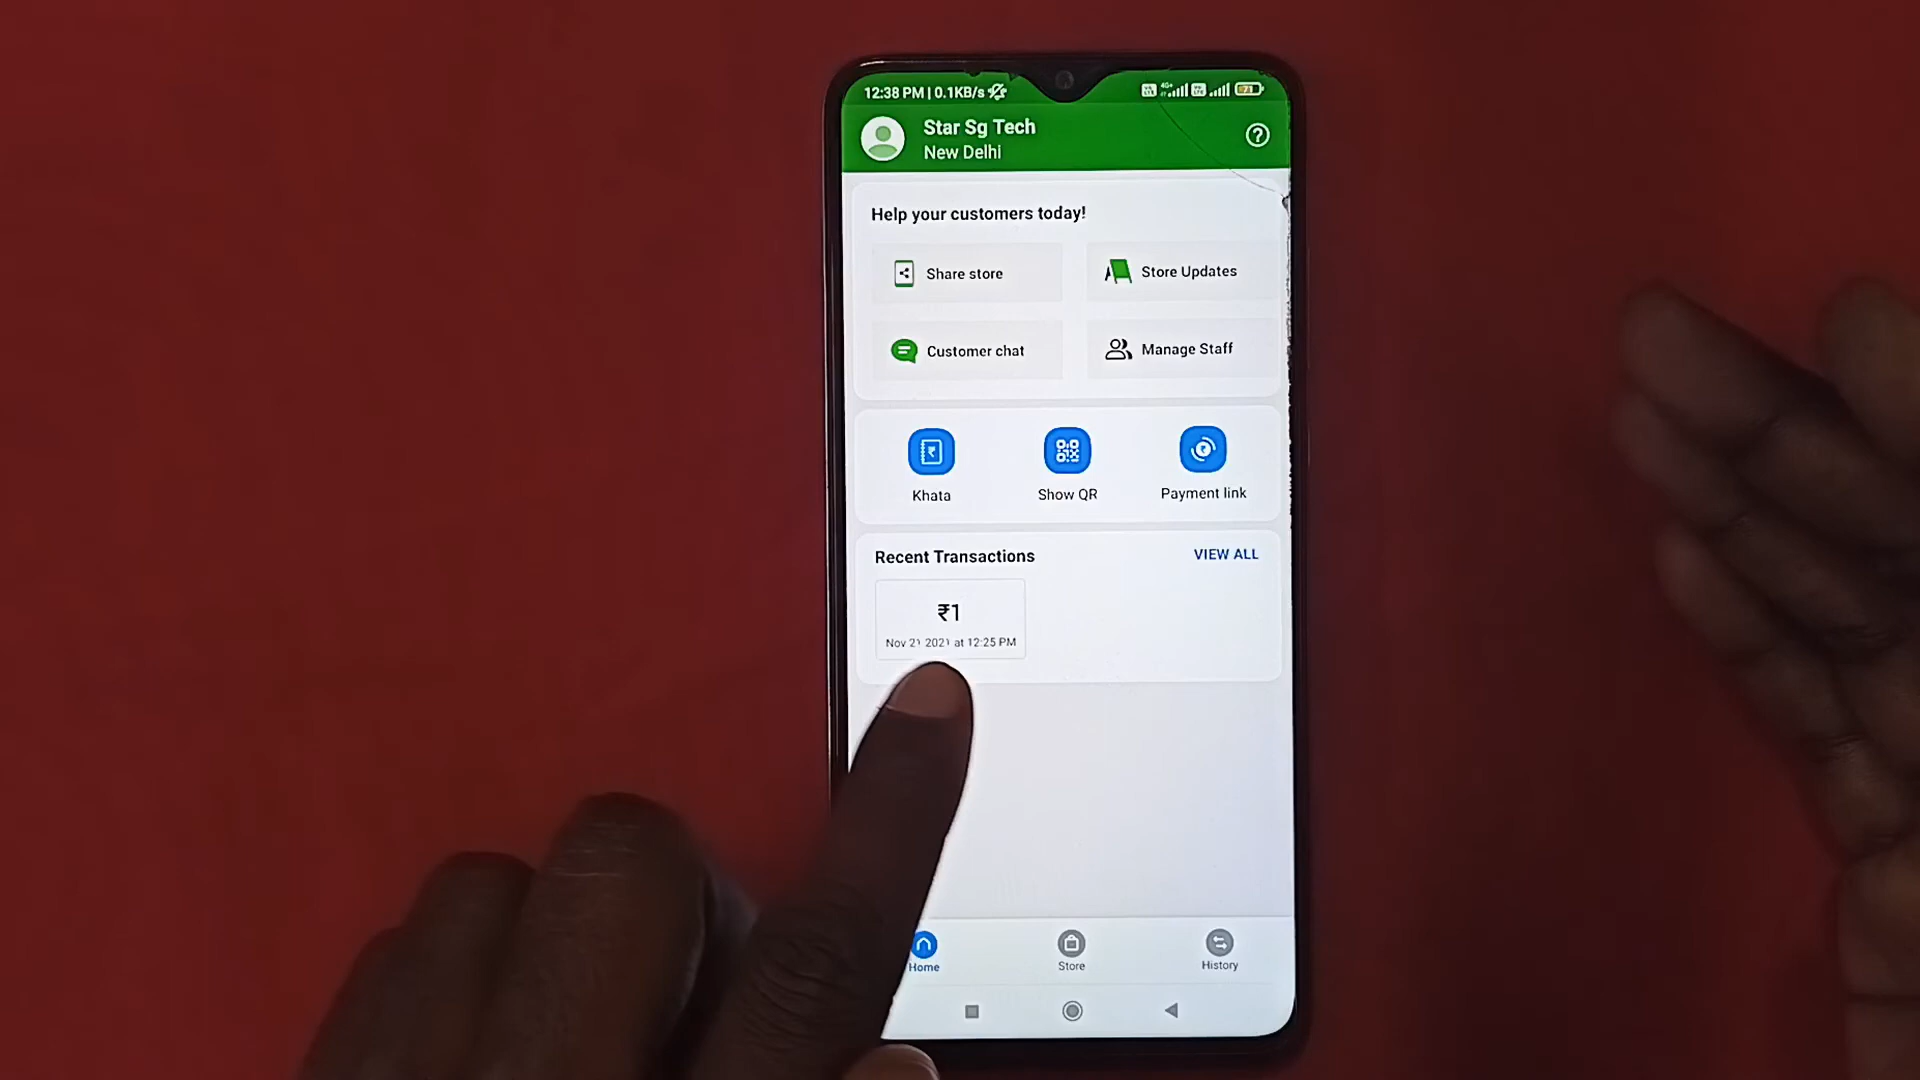 12:38 PM | 0.1KB/s
71
Star Sg Tech
New Delhi
Help your customers today!
Share store
Store Updates
Customer chat
Manage Staff
Khata
Show QR
Payment link
Recent Transactions
VIEW ALL
₹1
Nov 21 2021 at 12:25 PM
Home
Store
History